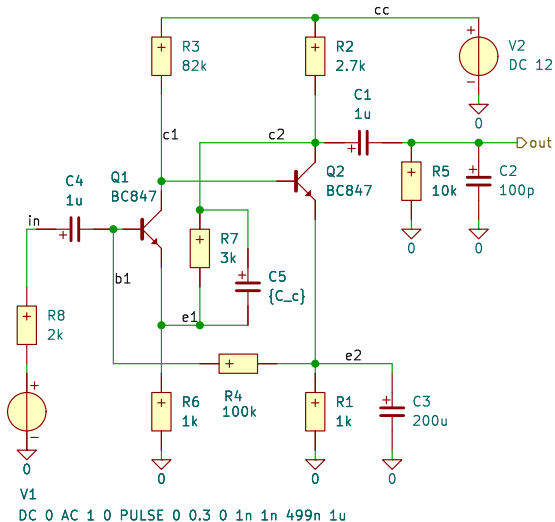 cc
R3
82k
R2
2.7k
V2
DC 12
0
c1
c2
C1
1u
out
Q1
BC847
Q2
BC847
R5
10k
C2
100p
0
0
C4
1u
in
b1
R7
3k
C5
{C_c}
e1
e2
R8
2k
R4
100k
R6
1k
R1
1k
C3
200u
0
0
0
0
V1
DC 0 AC 1 0 PULSE 0 0.3 0 1n 1n 499n 1u